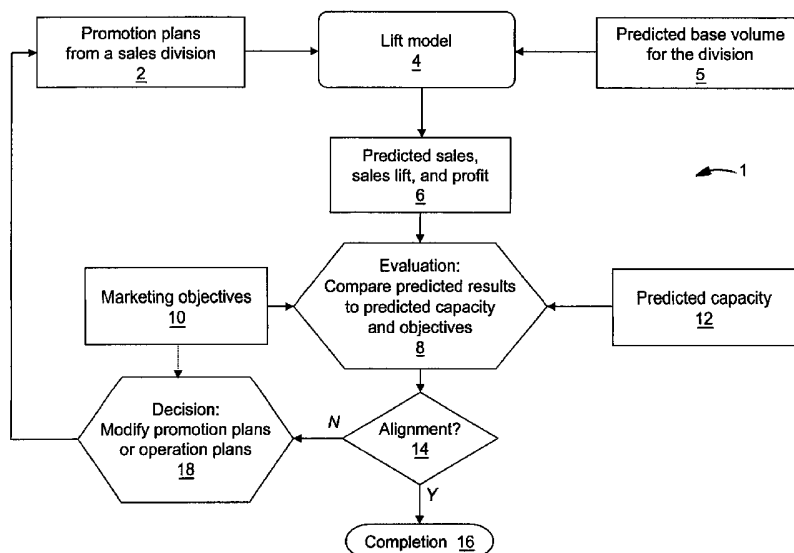 Promotion plans
from a sales division
2
Lift model
4
Predicted base volume
for the division
5
Predicted sales,
sales lift, and profit
6
1
Marketing objectives
10
Evaluation:
Compare predicted results
to predicted capacity
and objectives
8
Predicted capacity
12
Decision:
Modify promotion plans
or operation plans
18
N
Alignment?
14
Y
Completion 16